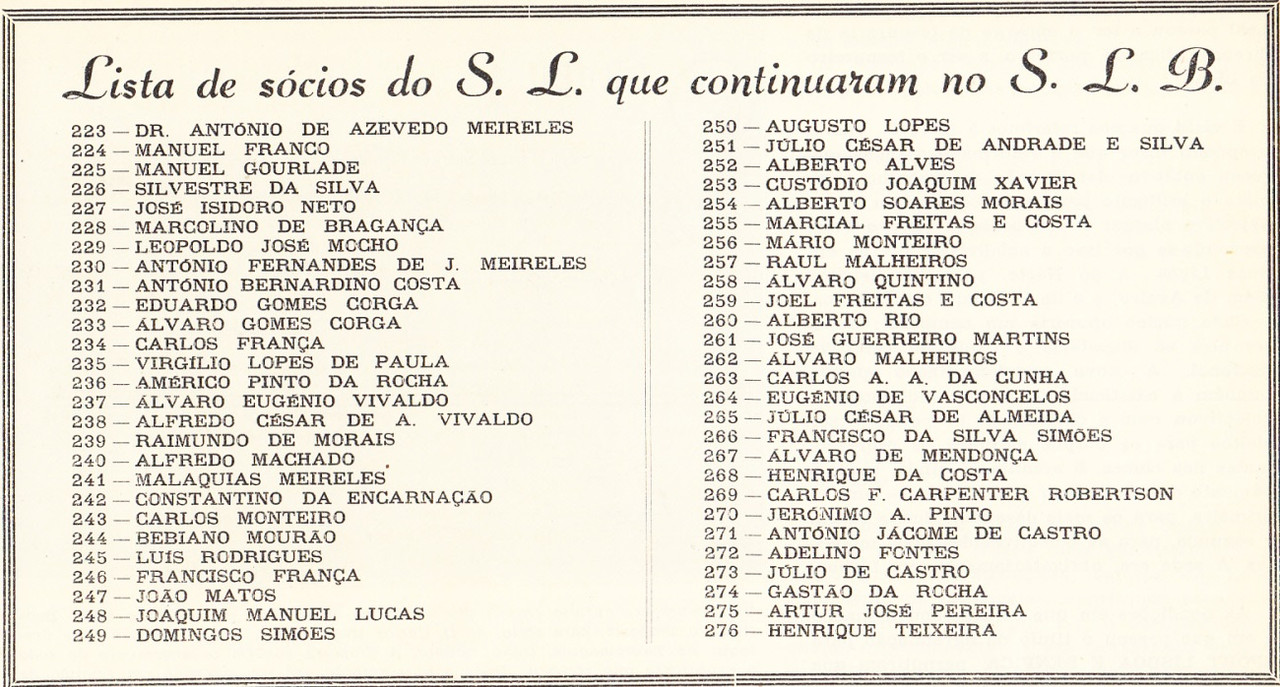 Lista de sócios do S. L. que continuaram no S. L. B.
223 — DR. ANTÓNIO DE AZEVEDO MEIRELES
224 — MANUEL FRANCO
225 — MANUEL GOURLADE
226 — SILVESTRE DA SILVA
227 — JOSÉ ISIDORO NETO
228 — MARCOLINO DE BRAGANÇA
229 — LEOPOLDO JOSÉ MOCHO
230 — ANTÓNIO FERNANDES DE J. MEIRELES
231 — ANTÓNIO BERNARDINO COSTA
232 — EDUARDO GOMES CORGA
233 — ÁLVARO GOMES CORGA
234 — CARLOS FRANÇA
235 — VIRGÍLIO LOPES DE PAULA
236 — AMÉRICO PINTO DA ROCHA
237 — ÁLVARO EUGÉNIO VIVALDO
238 — ALFREDO CÉSAR DE A. VIVALDO
239 — RAIMUNDO DE MORAIS
240 — ALFREDO MACHADO
241 — MALAQUIAS MEIRELES
242 — CONSTANTINO DA ENCARNAÇÃO
243 — CARLOS MONTEIRO
244 — BEBIANO MOURÃO
245 — LUÍS RODRIGUES
246 — FRANCISCO FRANÇA
247 — JOÃO MATOS
248 — JOAQUIM MANUEL LUCAS
249 — DOMINGOS SIMÕES
250 — AUGUSTO LOPES
251 — JÚLIO CÉSAR DE ANDRADE E SILVA
252 — ALBERTO ALVES
253 — CUSTÓDIO JOAQUIM XAVIER
254 — ALBERTO SOARES MORAIS
255 — MARCIAL FREITAS E COSTA
256 — MÁRIO MONTEIRO
257 — RAUL MALHEIROS
258 — ÁLVARO QUINTINO
259 — JOEL FREITAS E COSTA
260 — ALBERTO RIO
261 — JOSÉ GUERREIRO MARTINS
262 — ÁLVARO MALHEIROS
263 — CARLOS A. A. DA CUNHA
264 — EUGÉNIO DE VASCONCELOS
265 — JÚLIO CÉSAR DE ALMEIDA
266 — FRANCISCO DA SILVA SIMÕES
267 — ÁLVARO DE MENDONÇA
268 — HENRIQUE DA COSTA
269 — CARLOS F. CARPENTER ROBERTSON
270 — JERÓNIMO A. PINTO
271 — ANTÓNIO JÁCOME DE CASTRO
272 — ADELINO FONTES
273 — JÚLIO DE CASTRO
274 — GASTÃO DA ROCHA
275 — ARTUR JOSÉ PEREIRA
276 — HENRIQUE TEIXEIRA